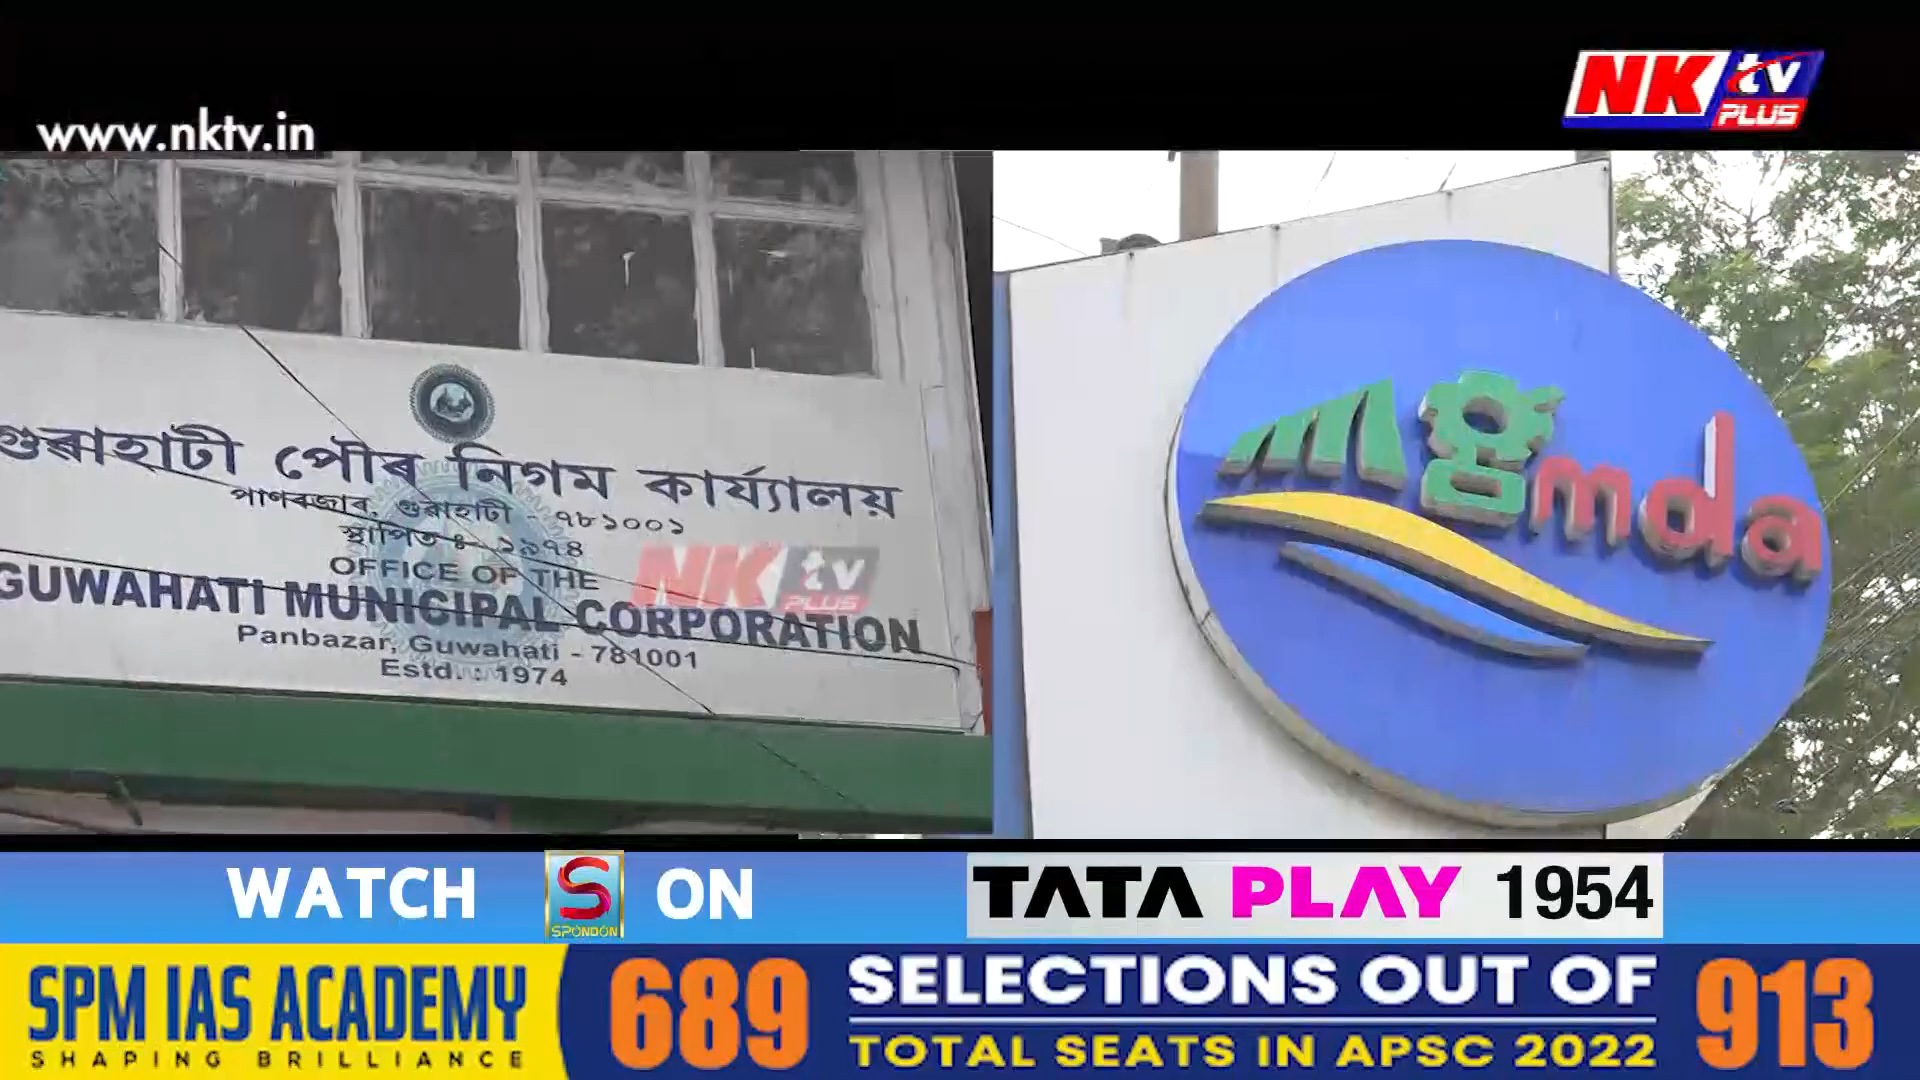 www.nktv.in
NK tv PLUS
গুৱাহাটী পৌৰ নিগম কাৰ্য্যালয়
পাণবজাৰ, গুৱাহাটী - ৭৮১০০১
স্থাপিত : ১৯৭৪
OFFICE OF THE
GUWAHATI MUNICIPAL CORPORATION
Panbazar, Guwahati - 781001
Estd. : 1974
NK tv PLUS
gmda
WATCH S SPONDON ON TATA PLAY 1954
SPM IAS ACADEMY
SHAPING BRILLIANCE
689 SELECTIONS OUT OF 913
TOTAL SEATS IN APSC 2022